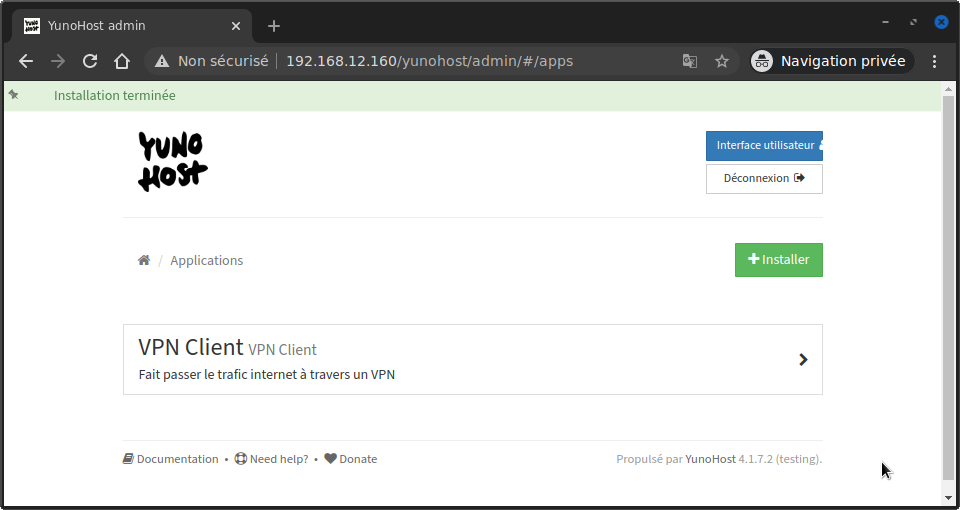 YunoHost admin
Non sécurisé 192.168.12.160/yunohost/admin/#/apps Navigation privée
Installation terminée
YUNO
HOST
Interface utilisateur
Déconnexion
/ Applications
Installer
VPN Client VPN Client
Fait passer le trafic internet à travers un VPN
Documentation • Need help? • Donate
Propulsé par YunoHost 4.1.7.2 (testing).